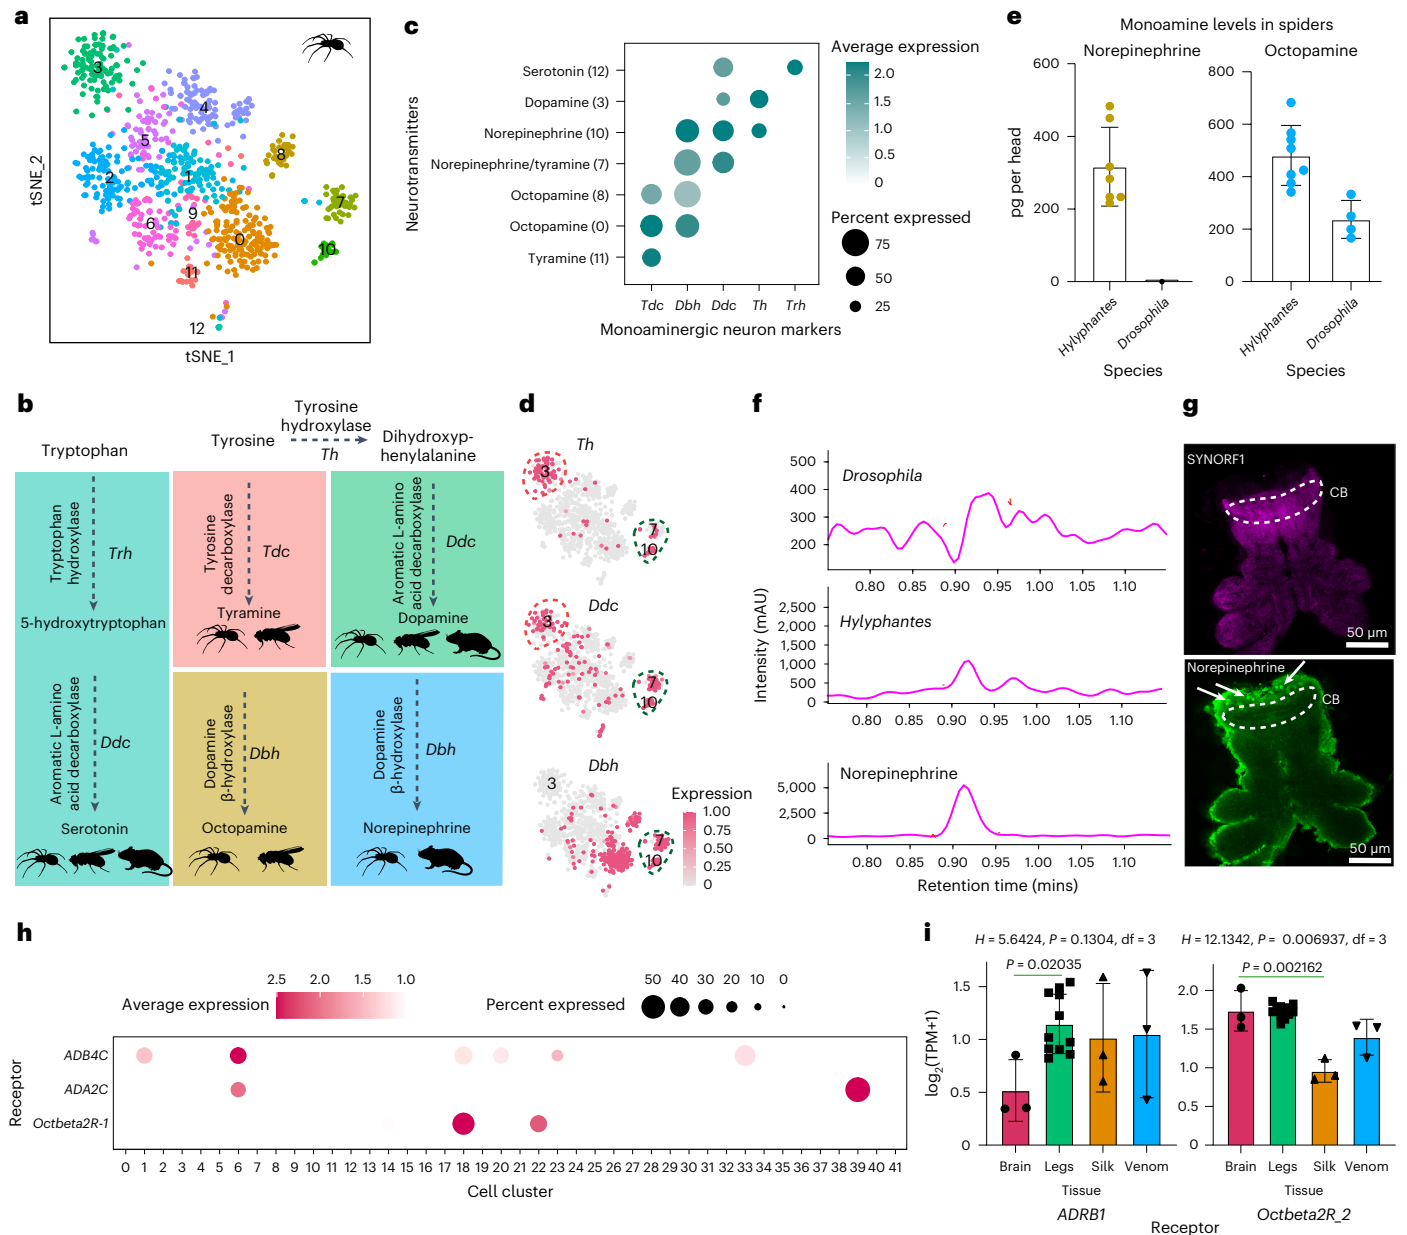 a
3
4
5
8
2
1
7
9
6
0
10
11
12
tSNE_2
tSNE_1
c
Neurotransmitters
Serotonin (12)
Dopamine (3)
Norepinephrine (10)
Norepinephrine/tyramine (7)
Octopamine (8)
Octopamine (0)
Tyramine (11)
Tdc Dbh Ddc Th Trh
Monoaminergic neuron markers
Average expression
2.0
1.5
1.0
0.5
0
Percent expressed
75
50
25
e
Monoamine levels in spiders
Norepinephrine
Octopamine
pg per head
600
400
200
0
Hylyphantes
Drosophila
Species
800
600
400
200
0
Hylyphantes
Drosophila
Species
b
Tryptophan
Tyrosine
Tyrosine
hydroxylase
Th
Dihydroxyp-
henylalanine
Tryptophan
hydroxylase
Trh
5-hydroxytryptophan
Aromatic L-amino
acid decarboxylase
Ddc
Serotonin
Tyrosine
decarboxylase
Tdc
Tyramine
Aromatic L-amino
acid decarboxylase
Ddc
Dopamine
Dopamine
β-hydroxylase
Dbh
Octopamine
Dopamine
β-hydroxylase
Dbh
Norepinephrine
d
Th
3
7
10
Ddc
3
7
10
Dbh
3
7
10
Expression
1.00
0.75
0.50
0.25
0
f
Intensity (mAU)
Drosophila
500
400
300
200
0.80 0.85 0.90 0.95 1.00 1.05 1.10
Hylyphantes
2,500
2,000
1,500
1,000
500
0
0.80 0.85 0.90 0.95 1.00 1.05 1.10
Norepinephrine
5,000
2,500
0
0.80 0.85 0.90 0.95 1.00 1.05 1.10
Retention time (mins)
g
SYNORF1
CB
50 μm
Norepinephrine
CB
50 μm
h
Average expression
2.5 2.0 1.5 1.0
Percent expressed
50 40 30 20 10 0
Receptor
ADB4C
ADA2C
Octbeta2R-1
0 1 2 3 4 5 6 7 8 9 10 11 12 13 14 15 16 17 18 19 20 21 22 23 24 25 26 27 28 29 30 31 32 33 34 35 36 37 38 39 40 41
Cell cluster
i
H = 5.6424, P = 0.1304, df = 3
P = 0.02035
log2(TPM+1)
1.5
1.0
0.5
0
Brain Legs Silk Venom
Tissue
ADRB1
H = 12.1342, P = 0.006937, df = 3
P = 0.002162
2.0
1.5
1.0
0.5
0
Brain Legs Silk Venom
Tissue
Octbeta2R_2
Receptor